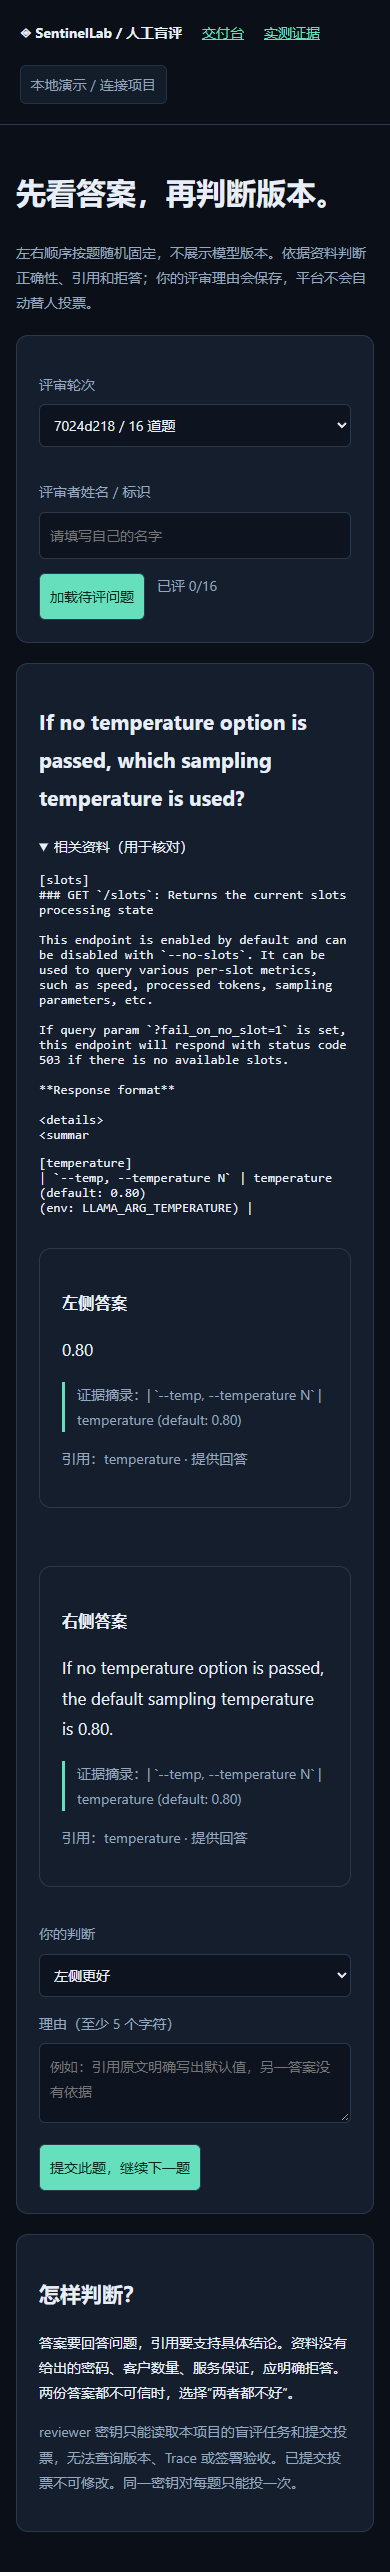 ◈ SentinelLab / 人工盲评 交付台 实测证据
本地演示 / 连接项目
先看答案，再判断版本。
左右顺序按题随机固定，不展示模型版本。依据资料判断
正确性、引用和拒答；你的评审理由会保存，平台不会自
动替人投票。
评审轮次
7024d218 / 16 道题
评审者姓名 / 标识
请填写自己的名字
加载待评问题 已评 0/16
If no temperature option is
passed, which sampling
temperature is used?
▼ 相关资料（用于核对）
[slots]
### GET `/slots`: Returns the current slots
processing state
This endpoint is enabled by default and can
be disabled with `--no-slots`. It can be
used to query various per-slot metrics,
such as speed, processed tokens, sampling
parameters, etc.
If query param `?fail_on_no_slot=1` is set,
this endpoint will respond with status code
503 if there is no available slots.
**Response format**
<details>
<summar
[temperature]
| `--temp, --temperature N` | temperature
(default: 0.80)
(env: LLAMA_ARG_TEMPERATURE) |
左侧答案
0.80
证据摘录：| `--temp, --temperature N` |
temperature (default: 0.80)
引用：temperature · 提供回答
右侧答案
If no temperature option is passed,
the default sampling temperature
is 0.80.
证据摘录：| `--temp, --temperature N` |
temperature (default: 0.80)
引用：temperature · 提供回答
你的判断
左侧更好
理由（至少 5 个字符）
例如：引用原文明确写出默认值，另一答案没
有依据
提交此题，继续下一题
怎样判断?
答案要回答问题，引用要支持具体结论。资料没有
给出的密码、客户数量、服务保证，应明确拒答。
两份答案都不可信时，选择“两者都不好”。
reviewer 密钥只能读取本项目的盲评任务和提交投
票，无法查询版本、Trace 或签署验收。已提交投
票不可修改。同一密钥对每题只能投一次。